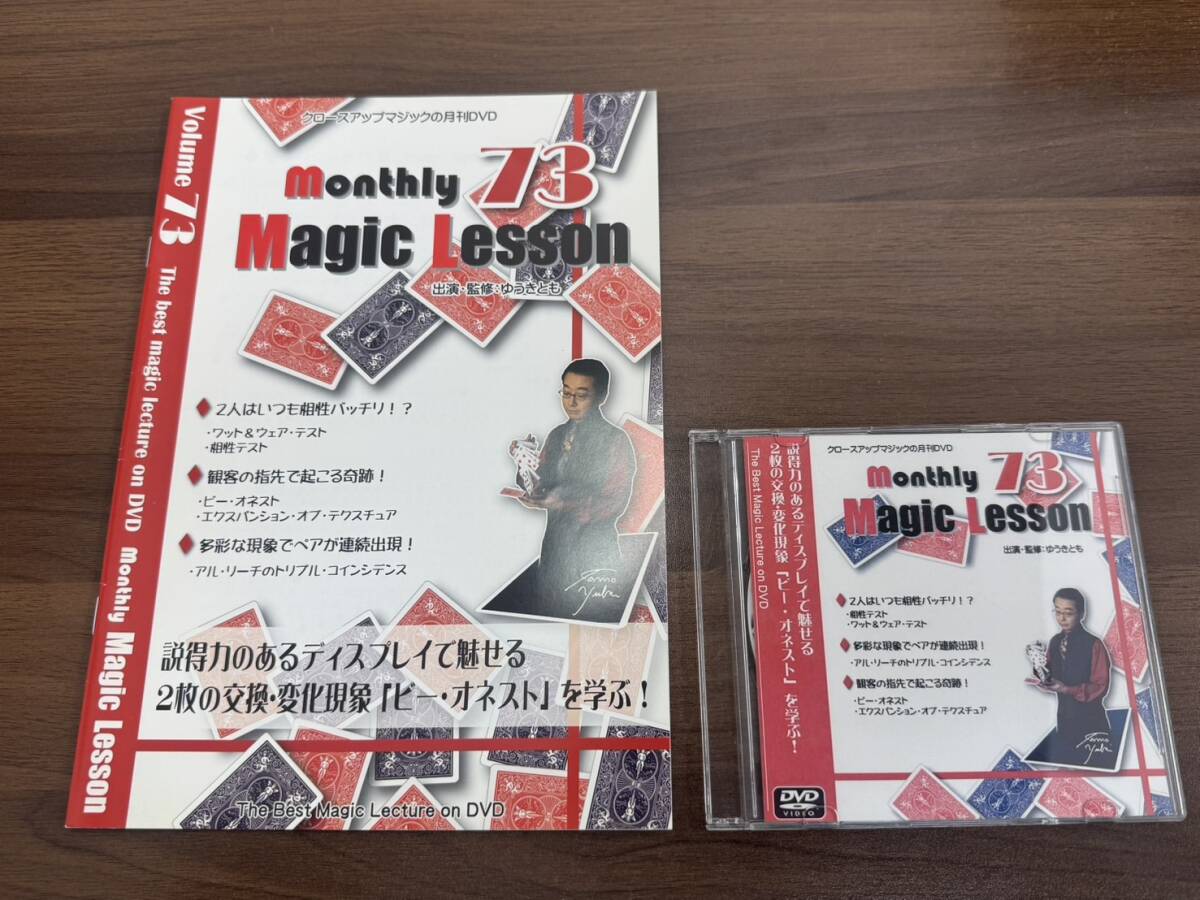 Volume 73 The best magic lecture on DVD monthly Magic Lesson
クロースアップマジックの月刊DVD
monthly 73
Magic Lesson
出演・監修:ゆうきとも
2人はいつも相性バッチリ!?
・ワット&ウェア・テスト
・相性テスト
観客の指先で起こる奇跡!
・ビー・オネスト
・エクスパンション・オブ・テクスチュア
多彩な現象でペアが連続出現!
・アル・リーチのトリプル・コインシデンス
Tomo
Yuki
説得力のあるディスプレイで魅せる
2枚の交換・変化現象『ビー・オネスト』を学ぶ!
The Best Magic Lecture on DVD
説得力のあるディスプレイで魅せる
2枚の交換・変化現象『ビー・オネスト』を学ぶ!
The Best Magic Lecture on DVD
DVD
VIDEO
クロースアップマジックの月刊DVD
monthly 73
Magic Lesson
出演・監修:ゆうきとも
2人はいつも相性バッチリ!?
・相性テスト
・ワット&ウェア・テスト
多彩な現象でペアが連続出現!
・アル・リーチのトリプル・コインシデンス
観客の指先で起こる奇跡!
・ビー・オネスト
・エクスパンション・オブ・テクスチュア
Tomo
Yuki